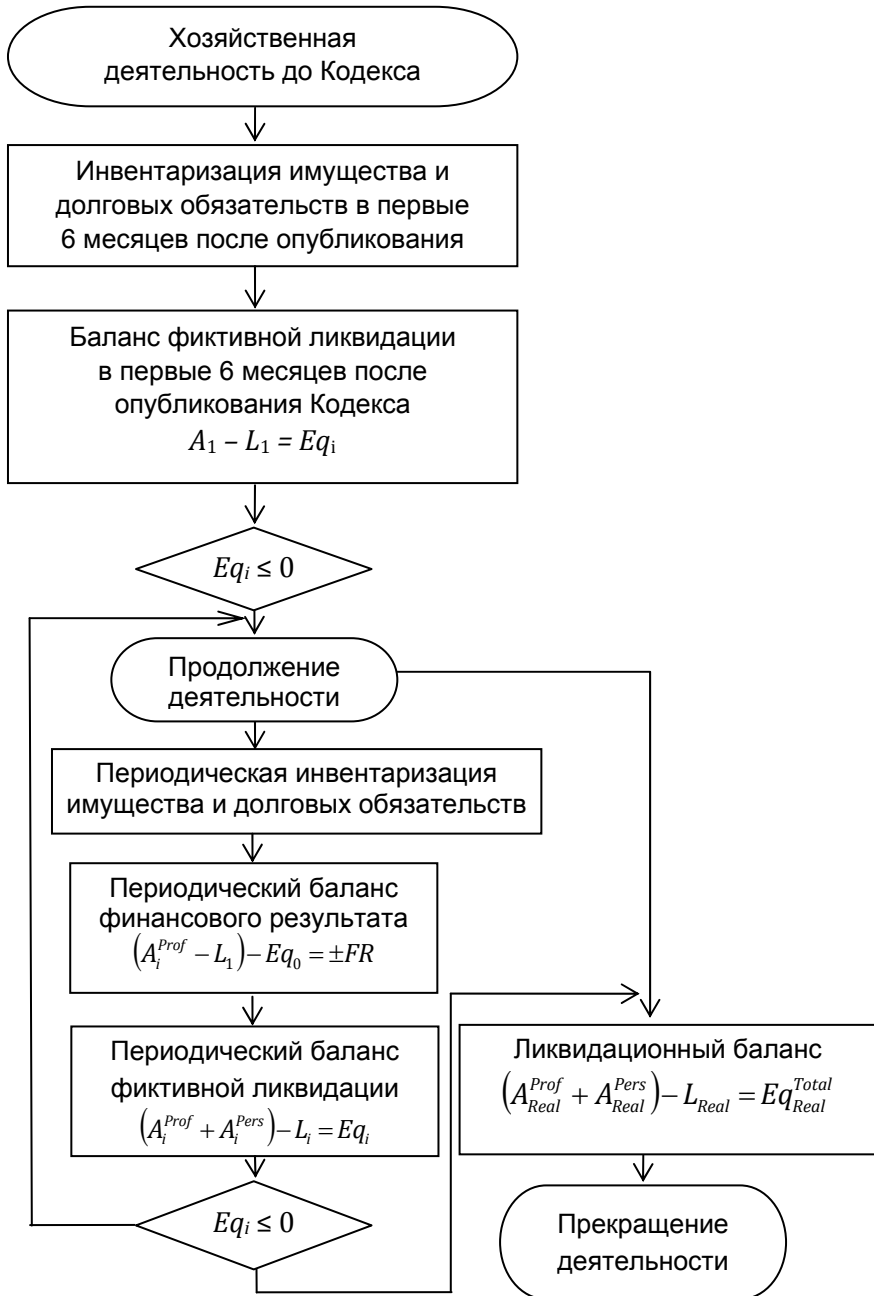 Хозяйственная
деятельность до Кодекса
Инвентаризация имущества и
долговых обязательств в первые
6 месяцев после опубликования
Баланс фиктивной ликвидации
в первые 6 месяцев после
опубликования Кодекса
A₁ – L₁ = Eqᵢ
Eqᵢ ≤ 0
Продолжение
деятельности
Периодическая инвентаризация
имущества и долговых обязательств
Периодический баланс
финансового результата
(Aᵢ^Prof − L₁) − Eq₀ = ±FR
Периодический баланс
фиктивной ликвидации
(Aᵢ^Prof + Aᵢ^Pers) − Lᵢ = Eqᵢ
Eqᵢ ≤ 0
Ликвидационный баланс
(A_Real^Prof + A_Real^Pers) − L_Real = Eq_Real^Total
Прекращение
деятельности